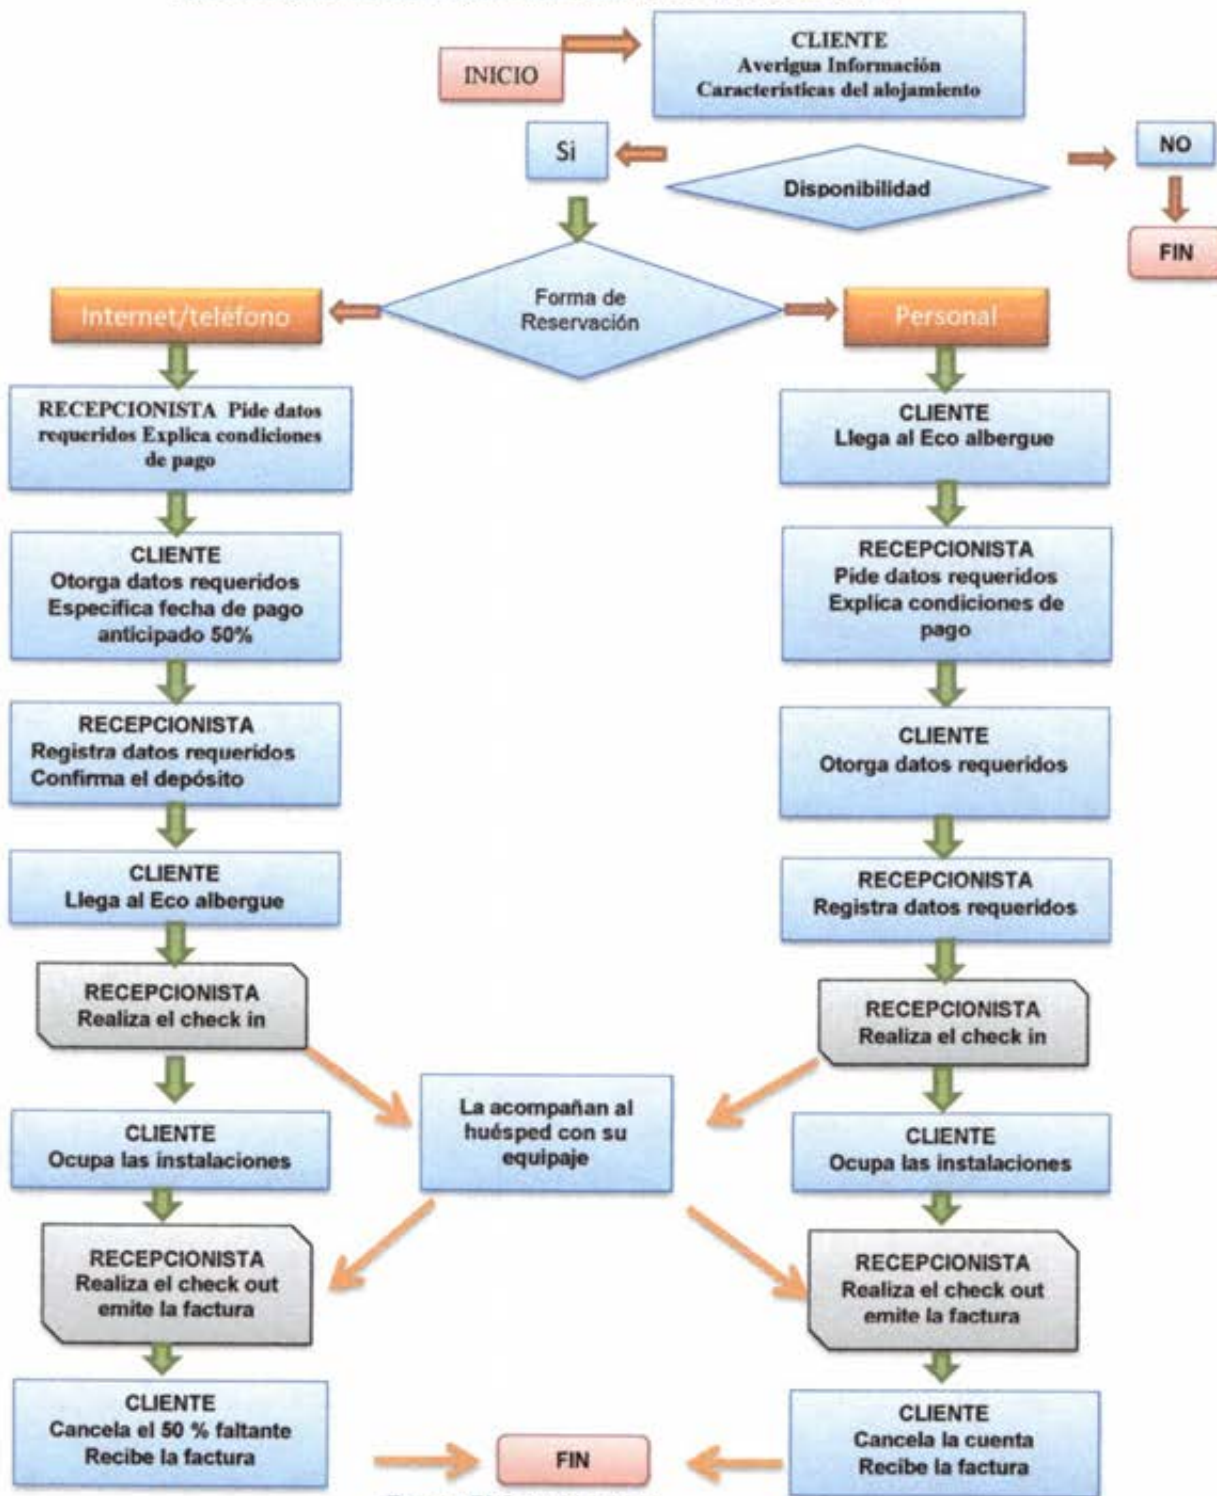 INICIO
CLIENTE
Averigua Información
Características del alojamiento
Si
Disponibilidad
NO
FIN
Forma de
Reservación
Internet/teléfono
Personal
RECEPCIONISTA Pide datos
requeridos Explica condiciones
de pago
CLIENTE
Otorga datos requeridos
Especifica fecha de pago
anticipado 50%
RECEPCIONISTA
Registra datos requeridos
Confirma el depósito
CLIENTE
Llega al Eco albergue
RECEPCIONISTA
Realiza el check in
CLIENTE
Ocupa las instalaciones
RECEPCIONISTA
Realiza el check out
emite la factura
CLIENTE
Cancela el 50 % faltante
Recibe la factura
La acompañan al
huésped con su
equipaje
CLIENTE
Llega al Eco albergue
RECEPCIONISTA
Pide datos requeridos
Explica condiciones de
pago
CLIENTE
Otorga datos requeridos
RECEPCIONISTA
Registra datos requeridos
RECEPCIONISTA
Realiza el check in
CLIENTE
Ocupa las instalaciones
RECEPCIONISTA
Realiza el check out
emite la factura
CLIENTE
Cancela la cuenta
Recibe la factura
FIN